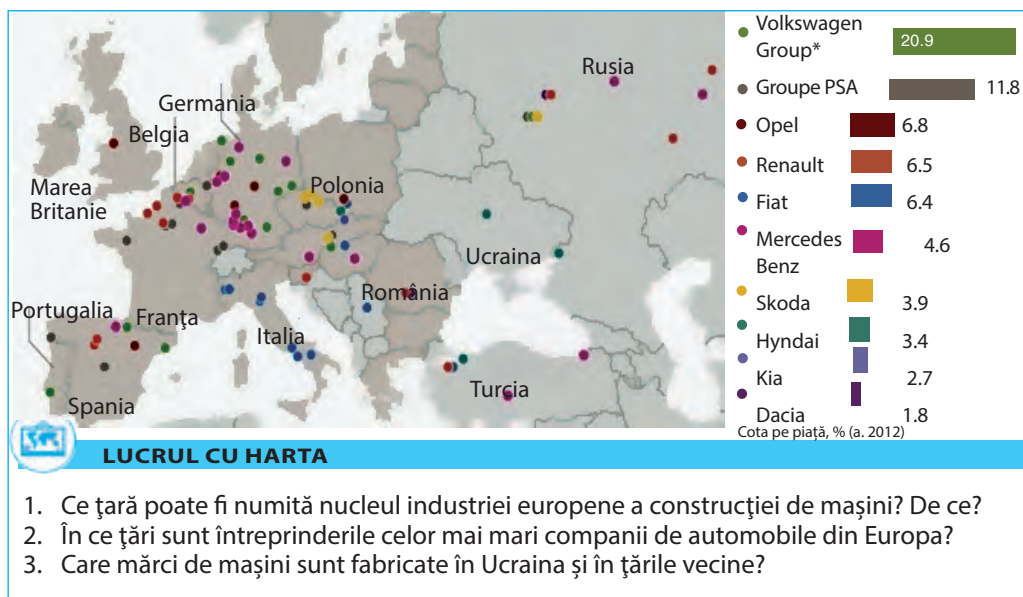 Rusia
Germania
Belgia
Marea
Britanie
Polonia
Ucraina
România
Portugalia
Franța
Italia
Turcia
Spania
Volkswagen
Group*
20.9
Groupe PSA
11.8
Opel
6.8
Renault
6.5
Fiat
6.4
Mercedes
Benz
4.6
Skoda
3.9
Hyndai
3.4
Kia
2.7
Dacia
1.8
Cota pe piață, % (a. 2012)
LUCRUL CU HARTA
1. Ce ţară poate fi numită nucleul industriei europene a construcţiei de mașini? De ce?
2. În ce ţări sunt întreprinderile celor mai mari companii de automobile din Europa?
3. Care mărci de mașini sunt fabricate în Ucraina și în ţările vecine?